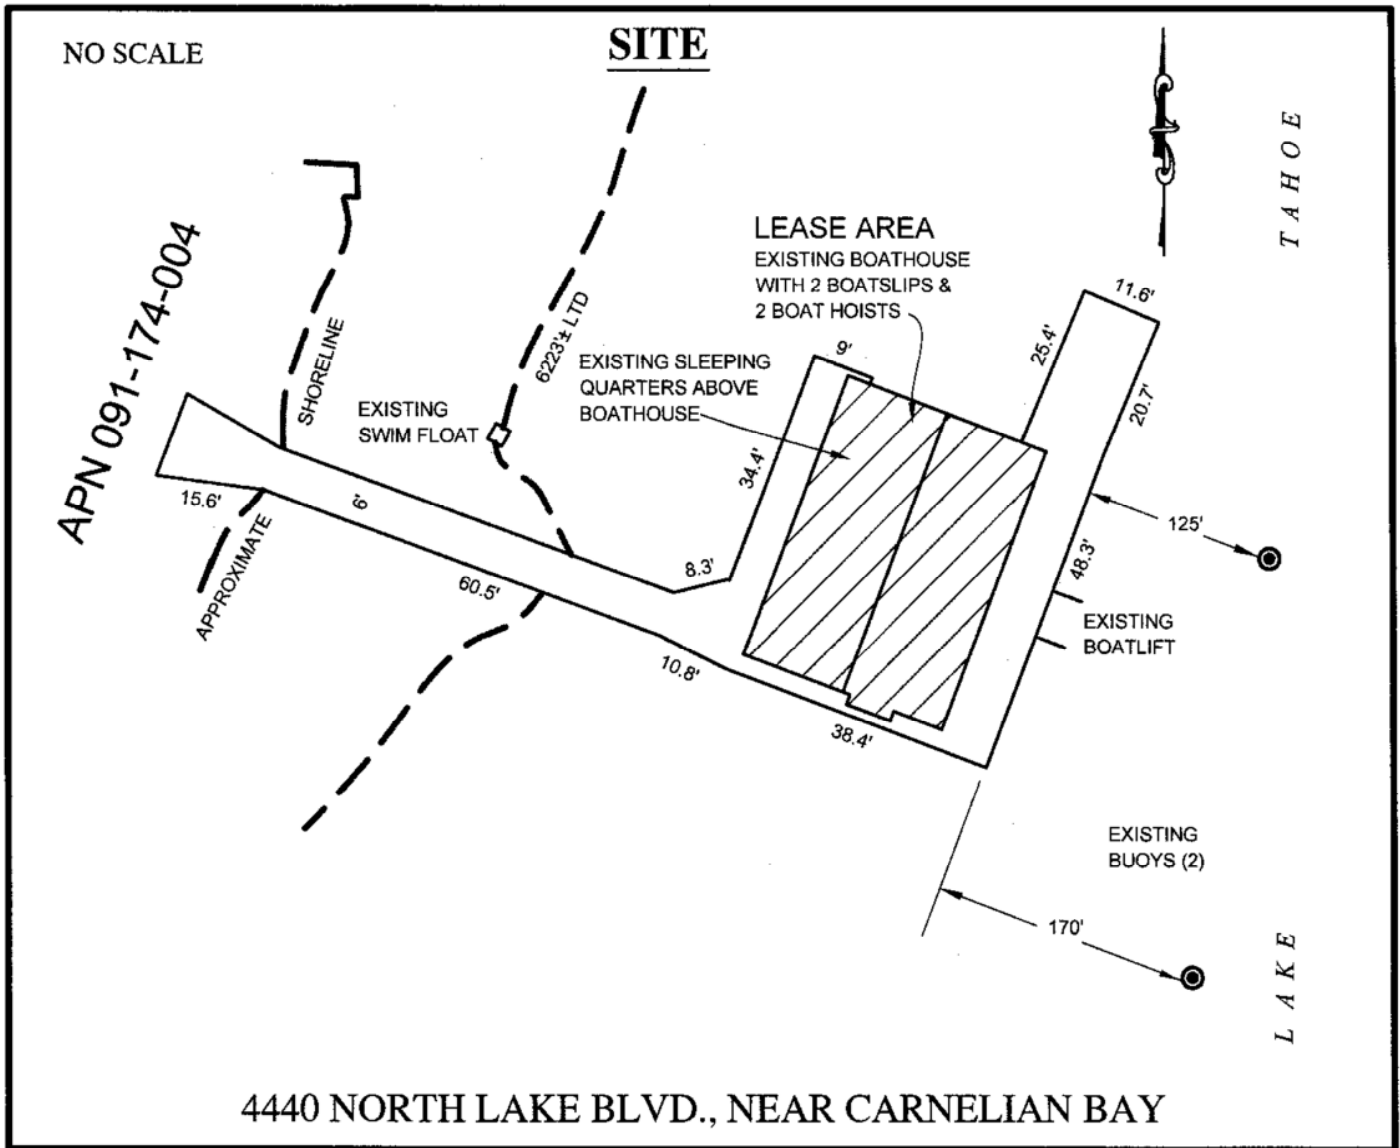 NO SCALE
SITE
TAHOE
APN 091-174-004
SHORELINE
6223'± LTD
LEASE AREA
EXISTING BOATHOUSE
WITH 2 BOATSLIPS &
2 BOAT HOISTS
11.6'
25.4'
9'
EXISTING SLEEPING
QUARTERS ABOVE
BOATHOUSE
EXISTING
SWIM FLOAT
20.7'
34.4'
15.6'
6'
125'
APPROXIMATE
60.5'
8.3'
48.3'
EXISTING
BOATLIFT
10.8'
38.4'
EXISTING
BUOYS (2)
170'
LAKE
4440 NORTH LAKE BLVD., NEAR CARNELIAN BAY